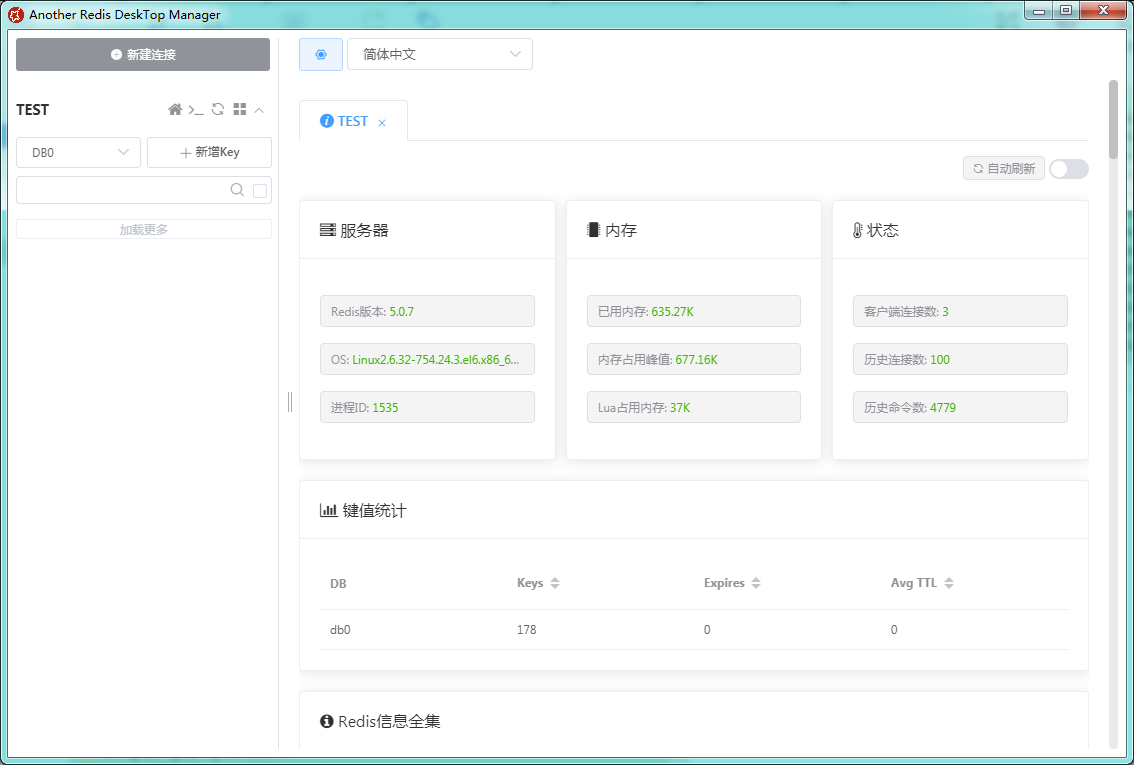 Another Redis DeskTop Manager
新建连接
简体中文
TEST
TEST
DB0
新增Key
自动刷新
加载更多
服务器
内存
状态
Redis版本: 5.0.7
已用内存: 635.27K
客户端连接数: 3
OS: Linux2.6.32-754.24.3.el6.x86_6...
内存占用峰值: 677.16K
历史连接数: 100
进程ID: 1535
Lua占用内存: 37K
历史命令数: 4779
键值统计
DB Keys Expires Avg TTL
db0 178 0 0
Redis信息全集